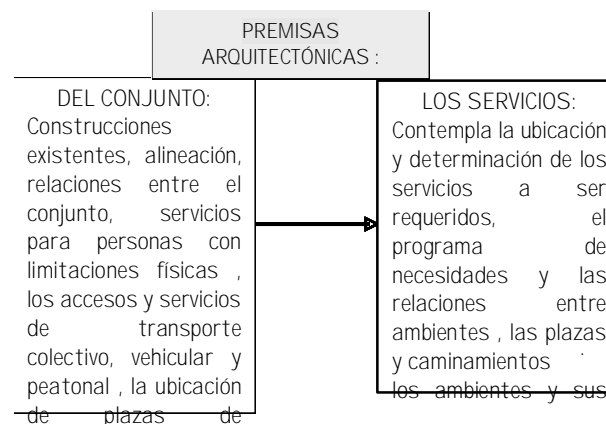 PREMISAS
ARQUITECTÓNICAS :
DEL CONJUNTO:
Construcciones
existentes, alineación,
relaciones entre el
conjunto, servicios
para personas con
limitaciones físicas ,
los accesos y servicios
de transporte
colectivo, vehicular y
peatonal , la ubicación
de plazas de
LOS SERVICIOS:
Contempla la ubicación
y determinación de los
servicios a ser
requeridos, el
programa de
necesidades y las
relaciones entre
ambientes , las plazas
y caminamientos
los ambientes y sus